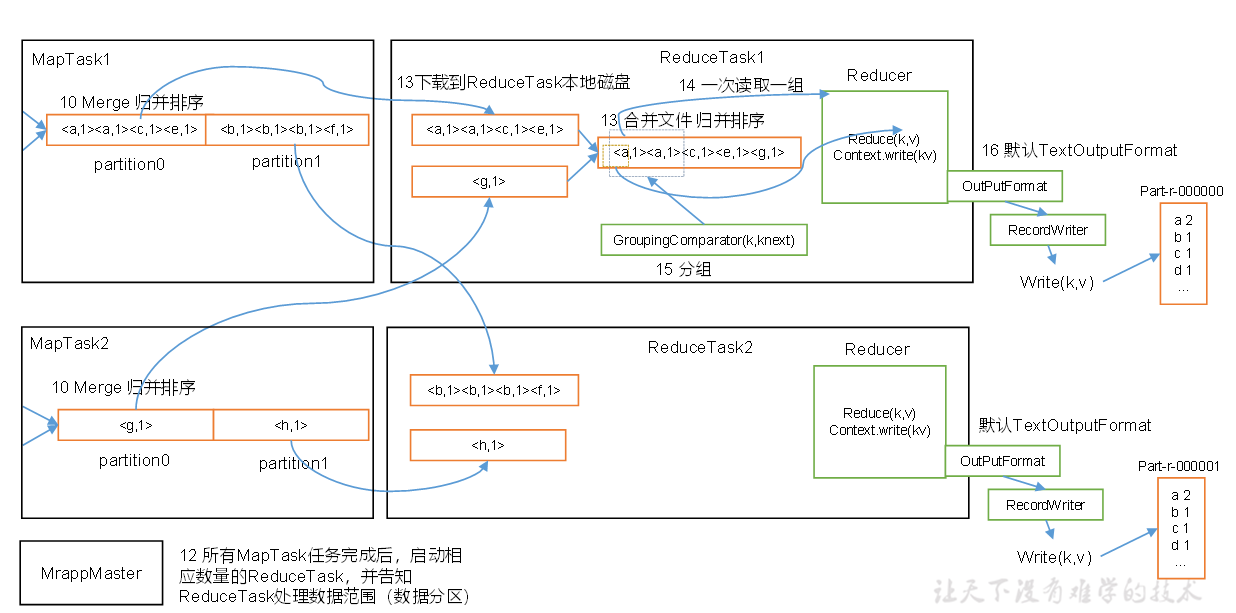 MapTask1
10 Merge 归并排序
<a,1><a,1><c,1><e,1>
<b,1><b,1><b,1><f,1>
partition0
partition1
ReduceTask1
13下载到ReduceTask本地磁盘
<a,1><a,1><c,1><e,1>
<g,1>
13 合并文件 归并排序
<a,1><a,1><c,1><e,1><g,1>
14 一次读取一组
GroupingComparator(k,knext)
15 分组
Reducer
Reduce(k,v)
Context.write(kv)
16 默认TextOutputFormat
OutPutFormat
RecordWriter
Write(k,v)
Part-r-000000
a 2
b 1
c 1
d 1
...
MapTask2
10 Merge 归并排序
<g,1>
<h,1>
partition0
partition1
ReduceTask2
<b,1><b,1><b,1><f,1>
<h,1>
Reducer
Reduce(k,v)
Context.write(kv)
默认TextOutputFormat
OutPutFormat
RecordWriter
Write(k,v)
Part-r-000001
a 2
b 1
c 1
d 1
...
MrappMaster
12 所有MapTask任务完成后，启动相
应数量的ReduceTask，并告知
ReduceTask处理数据范围（数据分区）
让天下没有难学的技术